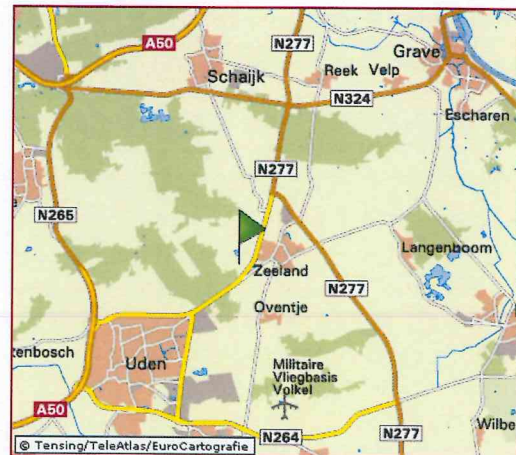 A50
N277
Grave
Schaijk
Reek Velp
N324
Escharen
N277
N265
Langenboom
Zeeland
N277
Oventje
tenbosch
Uden
Militaire
Vliegbasis
Volkel
A50
N264
N277
Wilbe
© Tensing/TeleAtlas/EuroCartografie